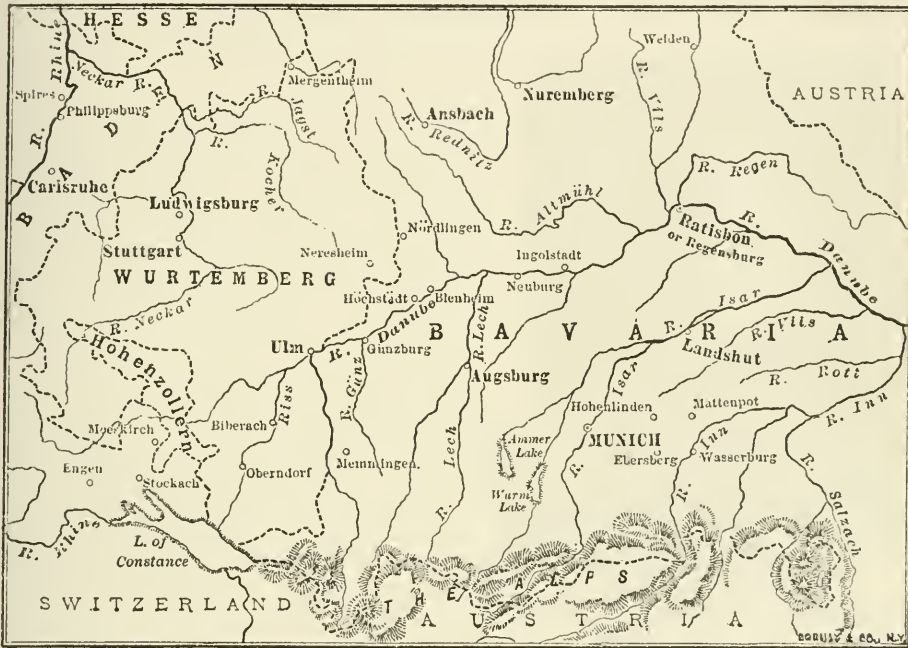 HESSE
Rhine
N
Neckar R.
Mergentheim
Welden
R. Vils
AUSTRIA
Spires
Philippsburg
R.
Jagst
R.
Nuremberg
Ansbach
R. Rednitz
Kocher
R.
BAD
Carlsruhe
Ludwigsburg
R. Altmühl
R. Regen
Nördlingen
Ratisbon
or Regensburg
R. Danube
Stuttgart
Neresheim
Ingolstadt
WURTEMBERG
Neuburg
Höchstädt
Blenheim
R. Isar
R. Neckar
R. Danube
BAVARIA
R. Lech
R. Vils
Ulm
Günzburg
Landshut
Hohenzollern
R. Günz
Augsburg
R. Isar
R. Rott
Riss
Biberach
Hohenlinden
Mattenpot
R. Inn
Moeskirch
Ammer
Lake
MUNICH
Engen
Oberndorf
Memmingen
R. Lech
Ebersberg
Wasserburg
R. Inn
Stockach
Wurm
Lake
R.
R. Salzach
R. Rhine
L. of
Constance
THE ALPS
SWITZERLAND
AUSTRIA
& CO., N.Y.